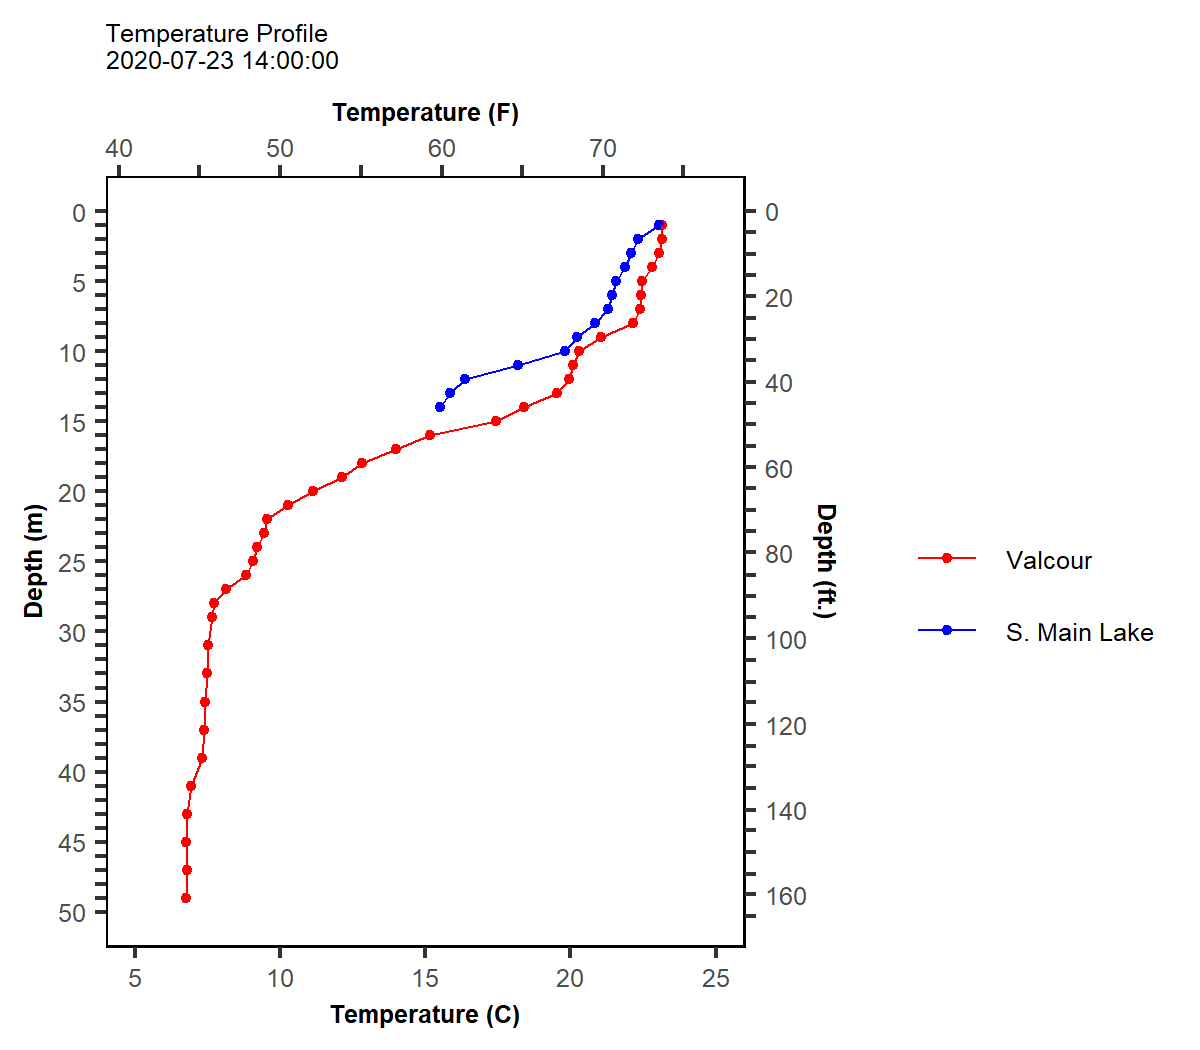 Temperature Profile
2020-07-23 14:00:00
Temperature (F)
40 50 60 70
0 0
5
20
10
40
15
60
20
80
25
30
100
35
120
40
140
45
160
50
Depth (m)
Depth (ft.)
Valcour
S. Main Lake
5 10 15 20 25
Temperature (C)